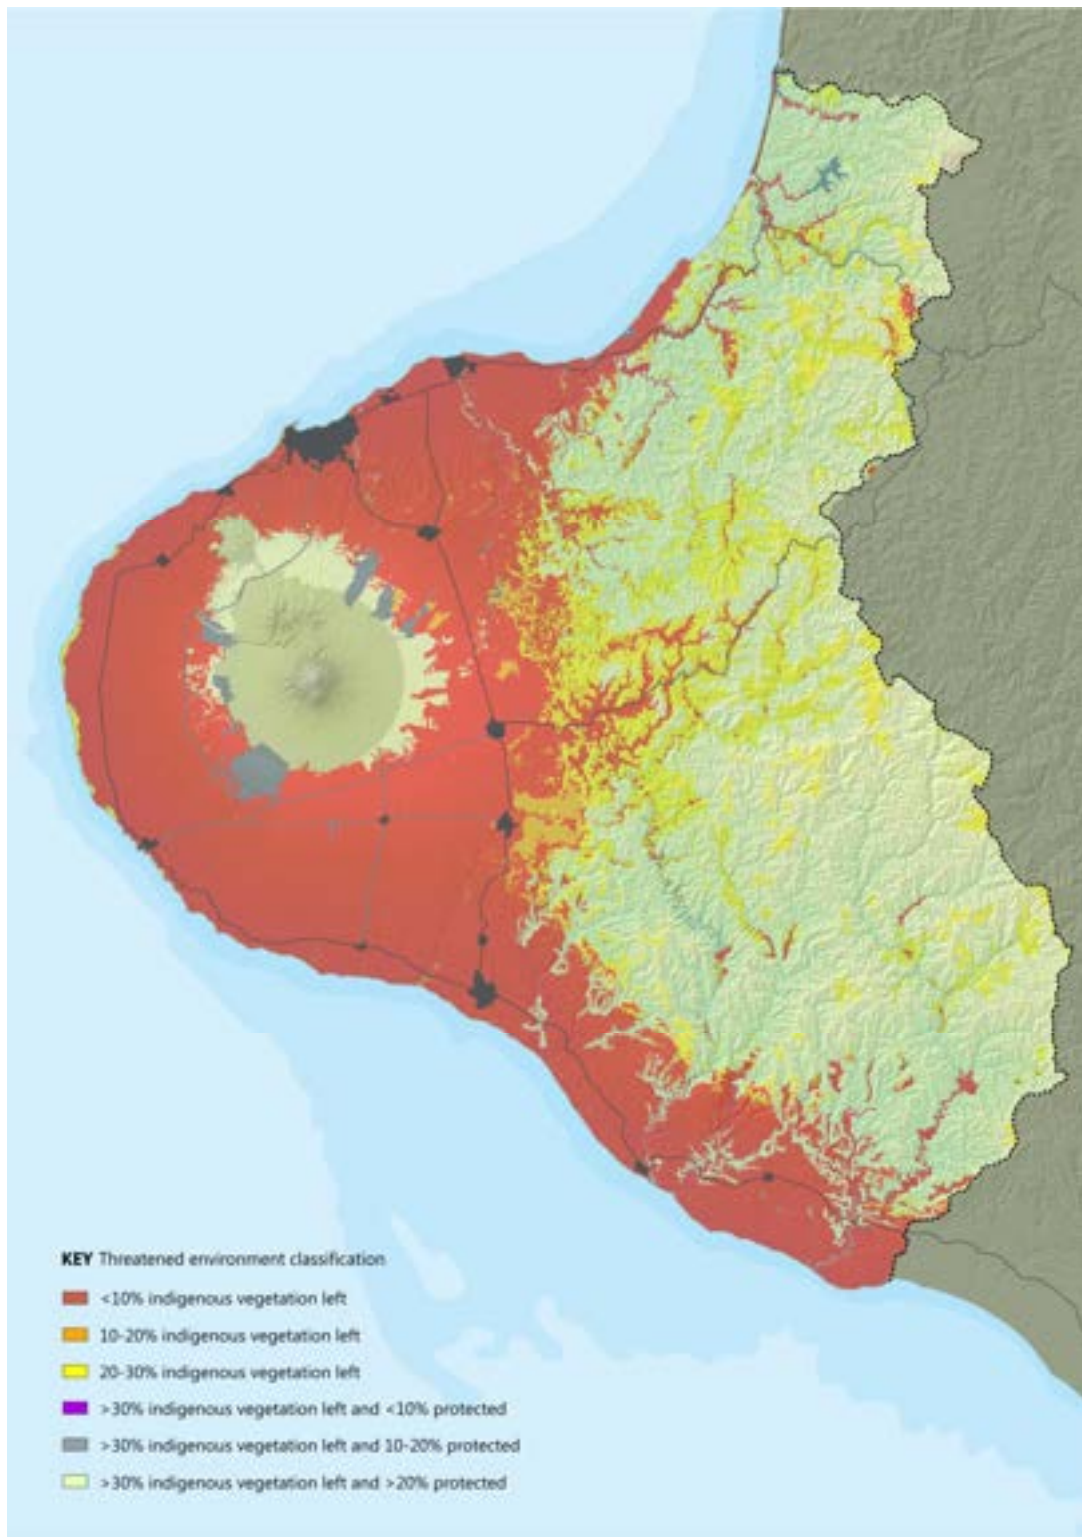 KEY Threatened environment classification
<10% indigenous vegetation left
10-20% indigenous vegetation left
20-30% indigenous vegetation left
>30% indigenous vegetation left and <10% protected
>30% indigenous vegetation left and 10-20% protected
>30% indigenous vegetation left and >20% protected